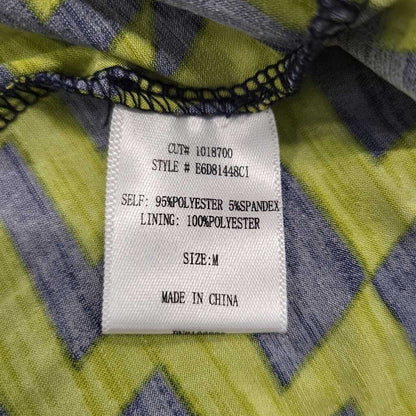 CUT# 1018700
STYLE # E6D81448CI
SELF: 95%POLYESTER 5%SPANDEX
LINING: 100%POLYESTER
SIZE:M
MADE IN CHINA